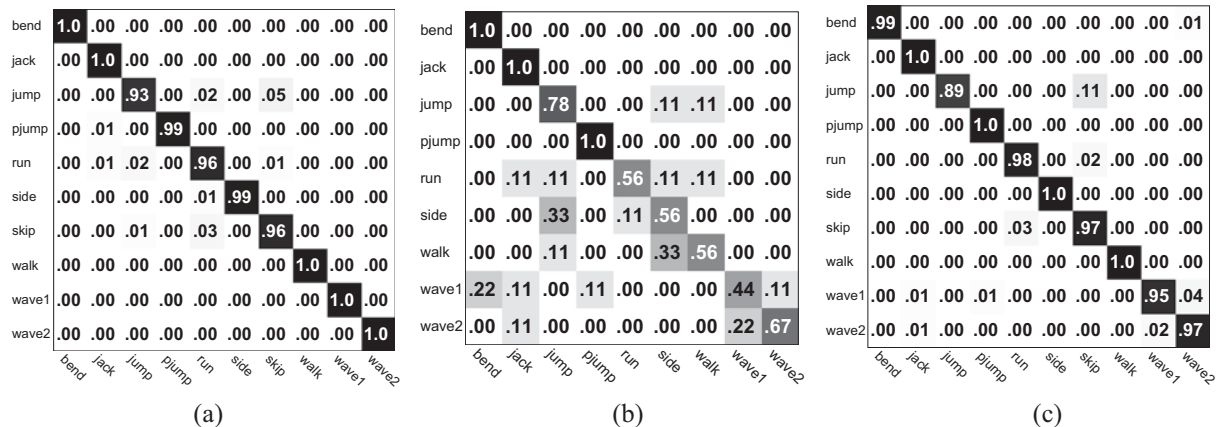 bend 1.0 .00 .00 .00 .00 .00 .00 .00 .00 .00
jack .00 1.0 .00 .00 .00 .00 .00 .00 .00 .00
jump .00 .00 .93 .00 .02 .00 .05 .00 .00 .00
pjump .00 .01 .00 .99 .00 .00 .00 .00 .00 .00
run .00 .01 .02 .00 .96 .00 .01 .00 .00 .00
side .00 .00 .00 .00 .01 .99 .00 .00 .00 .00
skip .00 .00 .01 .00 .03 .00 .96 .00 .00 .00
walk .00 .00 .00 .00 .00 .00 .00 1.0 .00 .00
wave1 .00 .00 .00 .00 .00 .00 .00 .00 1.0 .00
wave2 .00 .00 .00 .00 .00 .00 .00 .00 .00 1.0
bend jack jump pjump run side skip walk wave1 wave2
(a)
bend 1.0 .00 .00 .00 .00 .00 .00 .00 .00
jack .00 1.0 .00 .00 .00 .00 .00 .00 .00
jump .00 .00 .78 .00 .00 .11 .11 .00 .00
pjump .00 .00 .00 1.0 .00 .00 .00 .00 .00
run .00 .11 .11 .00 .56 .11 .11 .00 .00
side .00 .00 .33 .00 .11 .56 .00 .00 .00
walk .00 .00 .11 .00 .00 .33 .56 .00 .00
wave1 .22 .11 .00 .11 .00 .00 .00 .44 .11
wave2 .00 .11 .00 .00 .00 .00 .00 .22 .67
bend jack jump pjump run side walk wave1 wave2
(b)
bend .99 .00 .00 .00 .00 .00 .00 .00 .00 .01
jack .00 1.0 .00 .00 .00 .00 .00 .00 .00 .00
jump .00 .00 .89 .00 .00 .00 .11 .00 .00 .00
pjump .00 .00 .00 1.0 .00 .00 .00 .00 .00 .00
run .00 .00 .00 .00 .98 .00 .02 .00 .00 .00
side .00 .00 .00 .00 .00 1.0 .00 .00 .00 .00
skip .00 .00 .00 .00 .03 .00 .97 .00 .00 .00
walk .00 .00 .00 .00 .00 .00 .00 1.0 .00 .00
wave1 .00 .01 .00 .01 .00 .00 .00 .00 .95 .04
wave2 .00 .01 .00 .00 .00 .00 .00 .00 .02 .97
bend jack jump pjump run side skip walk wave1 wave2
(c)